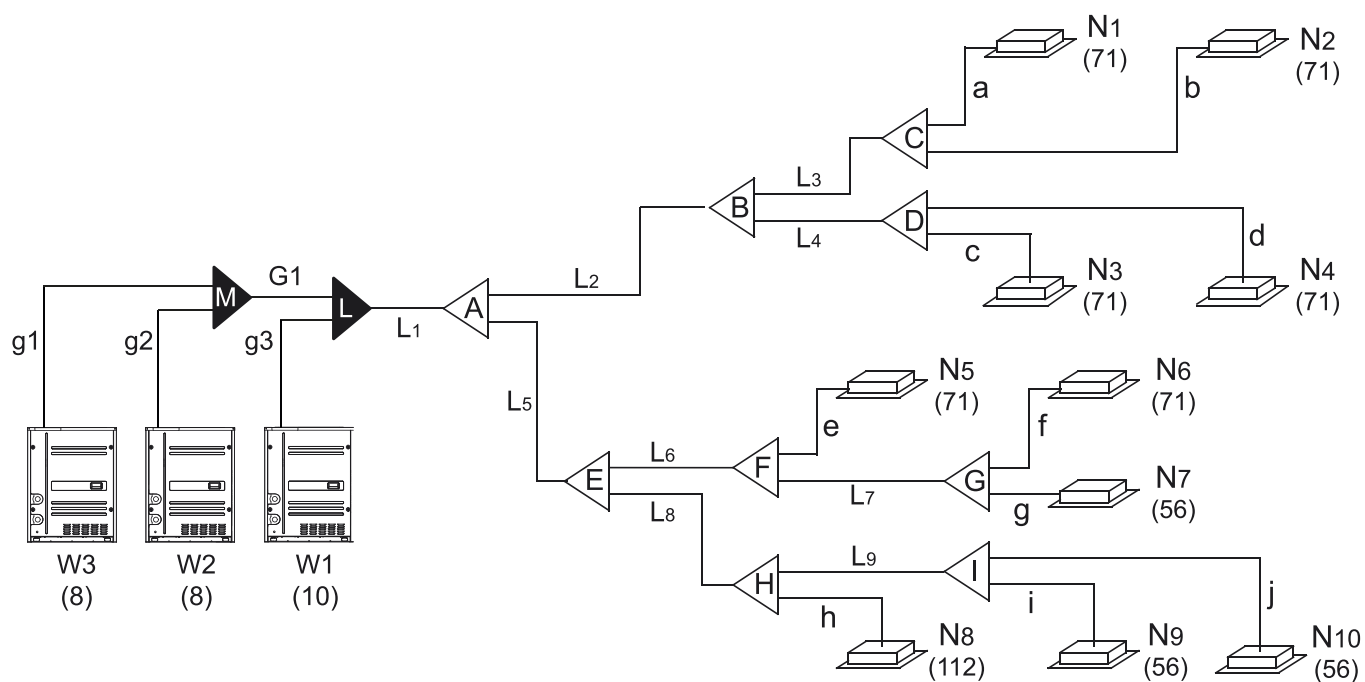 N1
(71)
N2
(71)
a
b
C
L3
B
D
L4
c
d
N3
(71)
N4
(71)
G1
M
L
L1
A
L2
g1
g2
g3
L5
N5
(71)
N6
(71)
e
f
L6
F
E
L7
G
g
N7
(56)
L8
L9
H
I
h
i
j
N8
(112)
N9
(56)
N10
(56)
W3
(8)
W2
(8)
W1
(10)